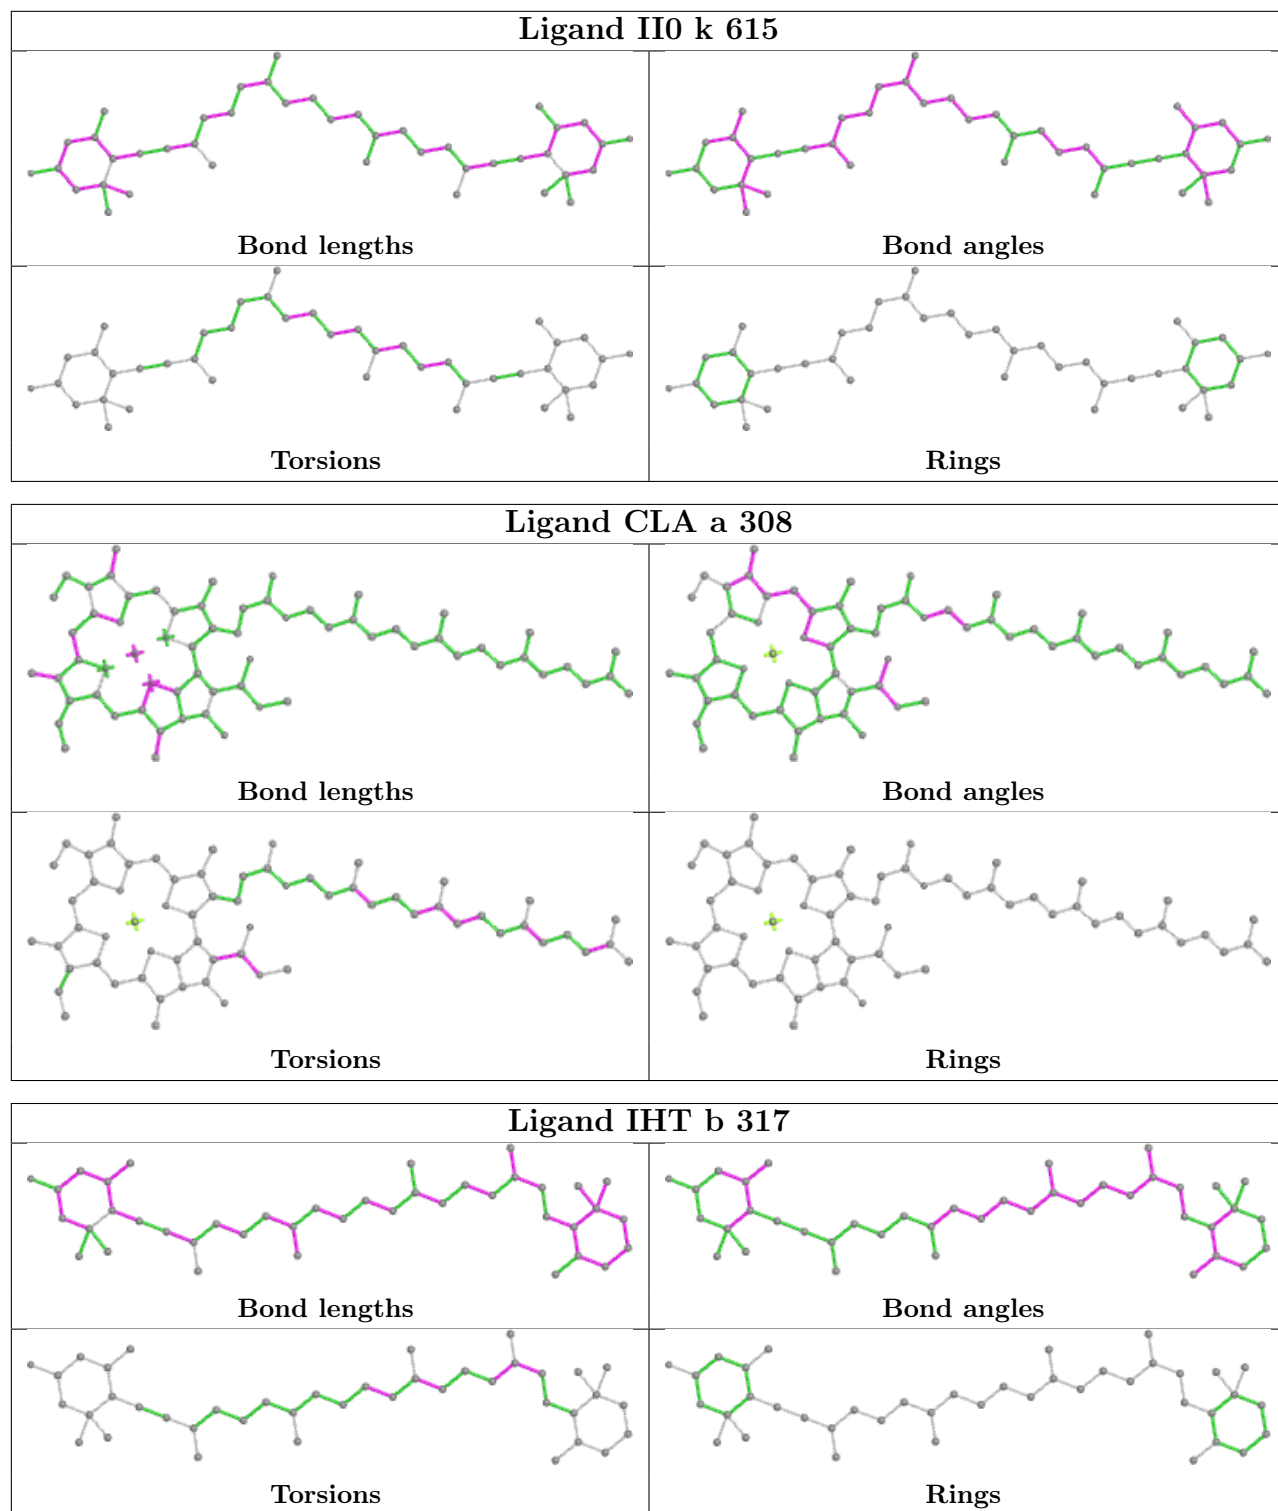 Ligand II0 k 615
Bond lengths
Bond angles
Torsions
Rings
Ligand CLA a 308
Bond lengths
Bond angles
Torsions
Rings
Ligand IHT b 317
Bond lengths
Bond angles
Torsions
Rings